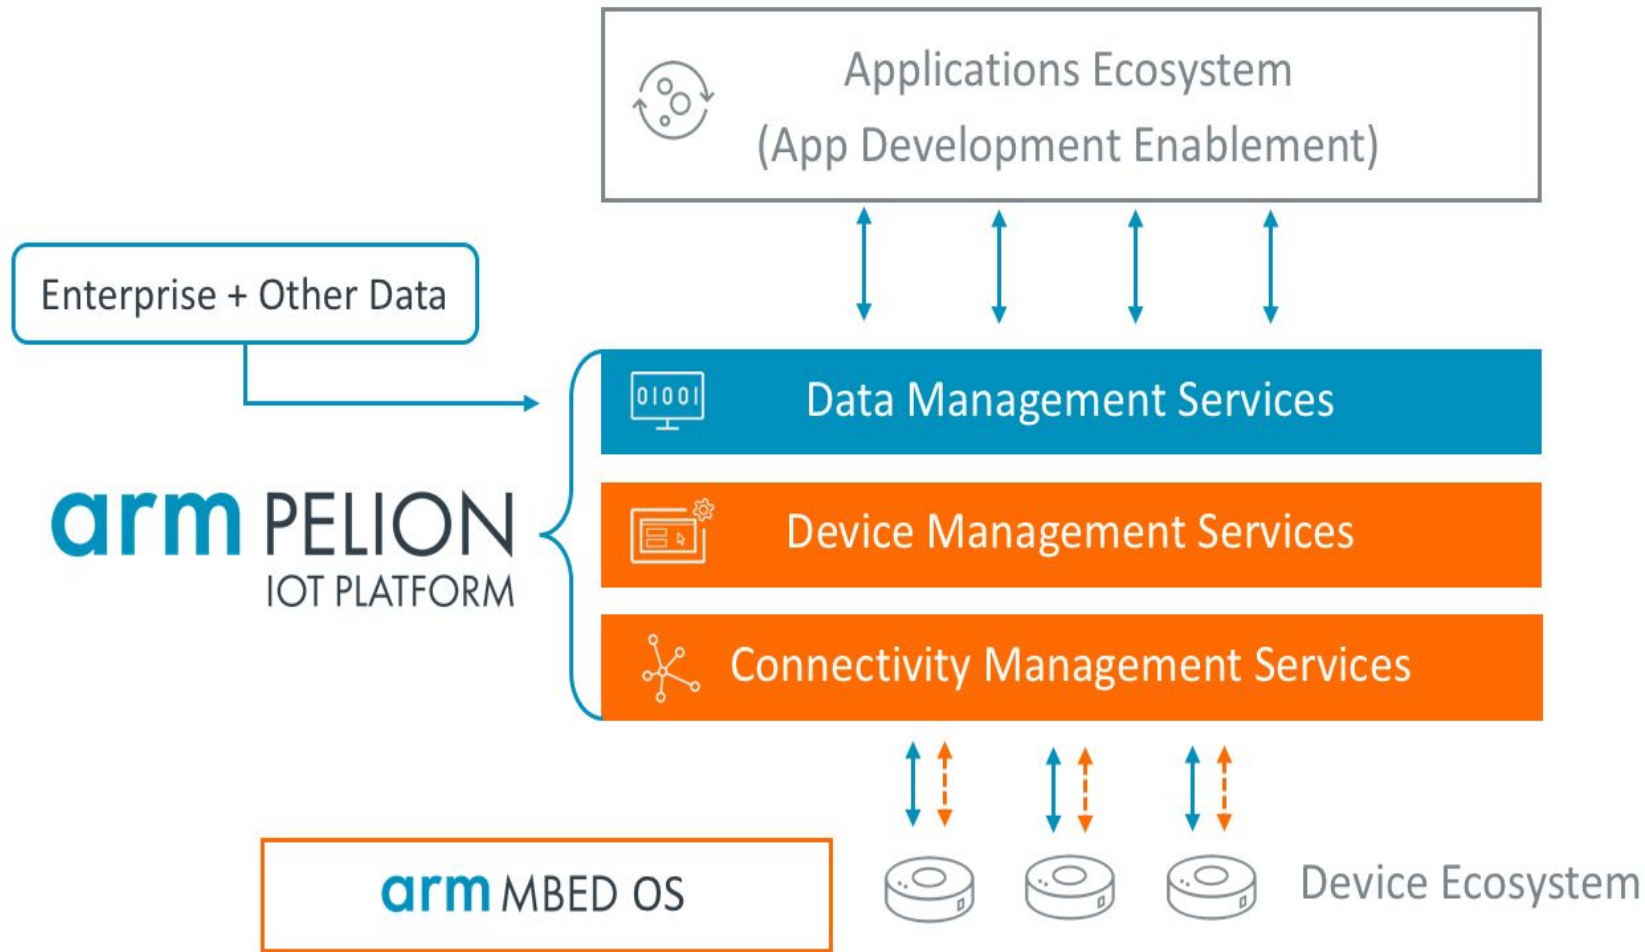 Applications Ecosystem
(App Development Enablement)
Enterprise + Other Data
01001
Data Management Services
arm PELION
IOT PLATFORM
Device Management Services
Connectivity Management Services
arm MBED OS
Device Ecosystem